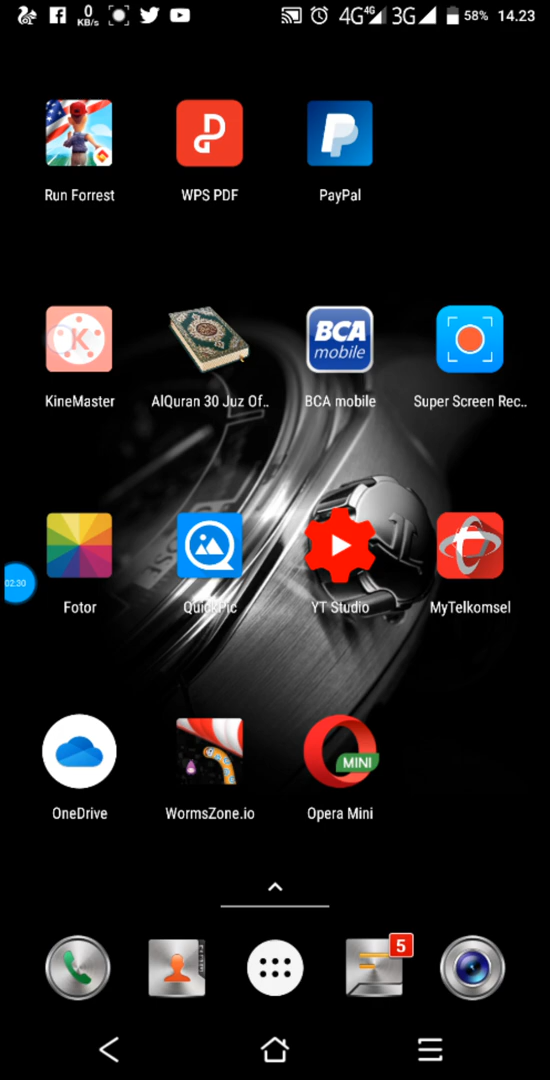 0
KB/s
4G 4G 3G 58% 14.23
Run Forrest
WPS PDF
PayPal
KineMaster
AlQuran 30 Juz Of..
BCA
mobile
BCA mobile
Super Screen Rec..
02:30
Fotor
QuickPic
YT Studio
MyTelkomsel
OneDrive
WormsZone.io
MINI
Opera Mini
5